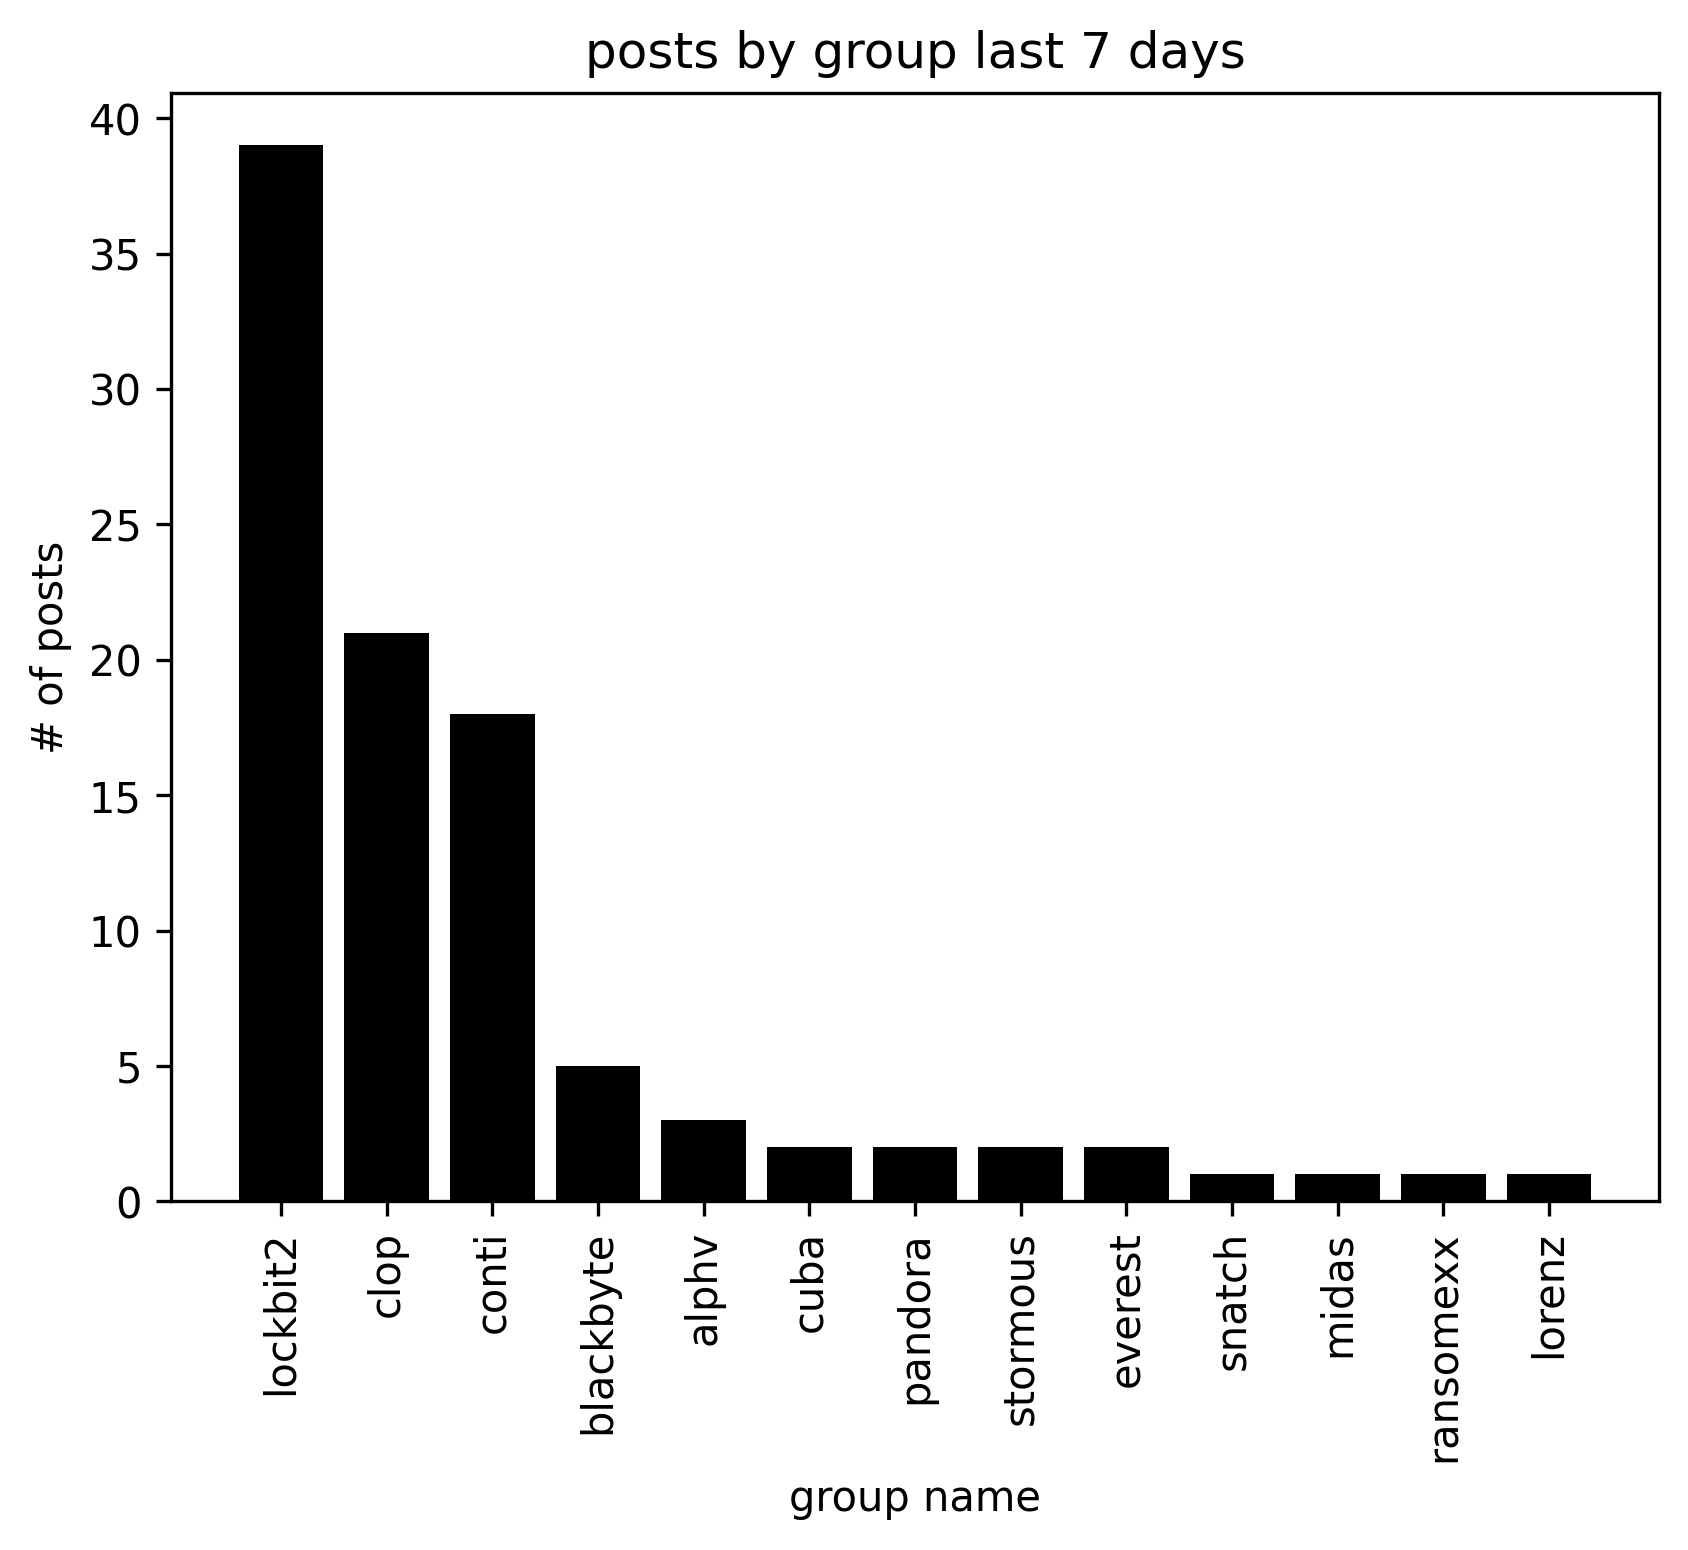 posts by group last 7 days
# of posts
40
35
30
25
20
15
10
5
0
lockbit2
clop
conti
blackbyte
alphv
cuba
pandora
stormous
everest
snatch
midas
ransomexx
lorenz
group name